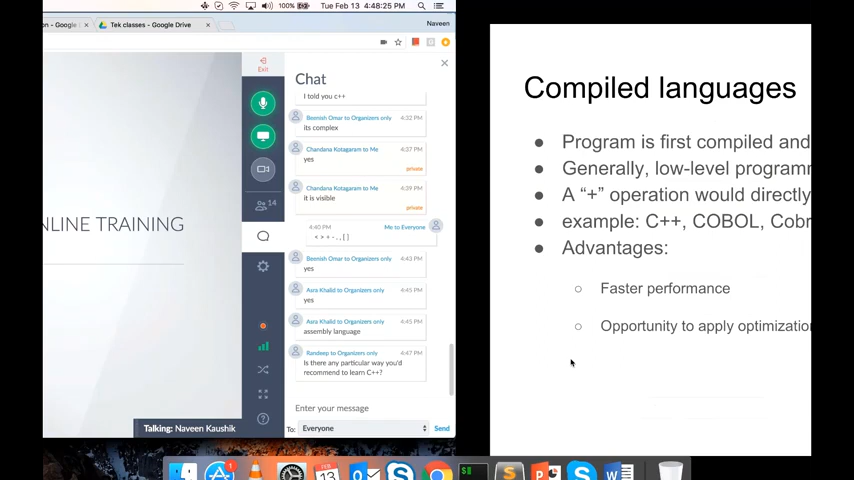 100% Tue Feb 13 4:48:25 PM
on - Google
Tek classes - Google Drive
Naveen
Exit
14
NLINE TRAINING
Talking: Naveen Kaushik
Chat
I told you c++
Beemish Omar to Organizers only 4:32 PM
its complex
Chandana Kotagaram to Me 4:37 PM
yes
private
Chandana Kotagaram to Me 4:39 PM
it is visible
private
4:40 PM Me to Everyone
< > + - . , [ ]
Beemish Omar to Organizers only 4:43 PM
yes
Asra Khalid to Organizers only 4:45 PM
yes
Asra Khalid to Organizers only 4:45 PM
assembly language
Randeep to Organizers only 4:47 PM
Is there any particular way you'd
recommend to learn C++?
Enter your message
To: Everyone Send
Compiled languages
Program is first compiled and
Generally, low-level programm
A “+” operation would directly
example: C++, COBOL, Cobr
Advantages:
Faster performance
Opportunity to apply optimization
1
FEB
13
$
S
P
S
W